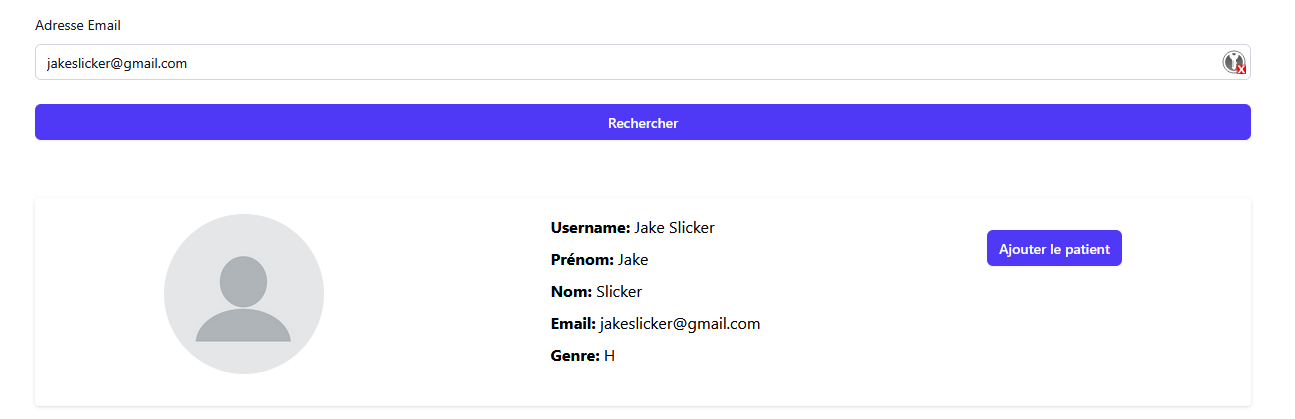 Adresse Email
jakeslicker@gmail.com
Rechercher
Username: Jake Slicker
Ajouter le patient
Prénom: Jake
Nom: Slicker
Email: jakeslicker@gmail.com
Genre: H